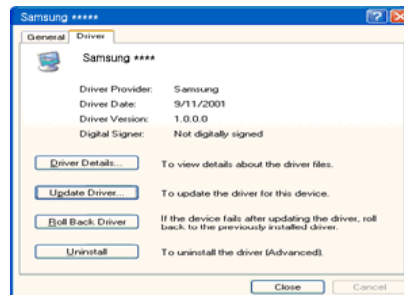 Samsung *****
General Driver
Samsung ****
Driver Provider: Samsung
Driver Date: 9/11/2001
Driver Version: 1.0.0.0
Digital Signer: Not digitally signed
Driver Details... To view details about the driver files.
Update Driver... To update the driver for this device.
Roll Back Driver If the device fails after updating the driver, roll
back to the previously installed driver.
Uninstall To uninstall the driver (Advanced).
Close Cancel